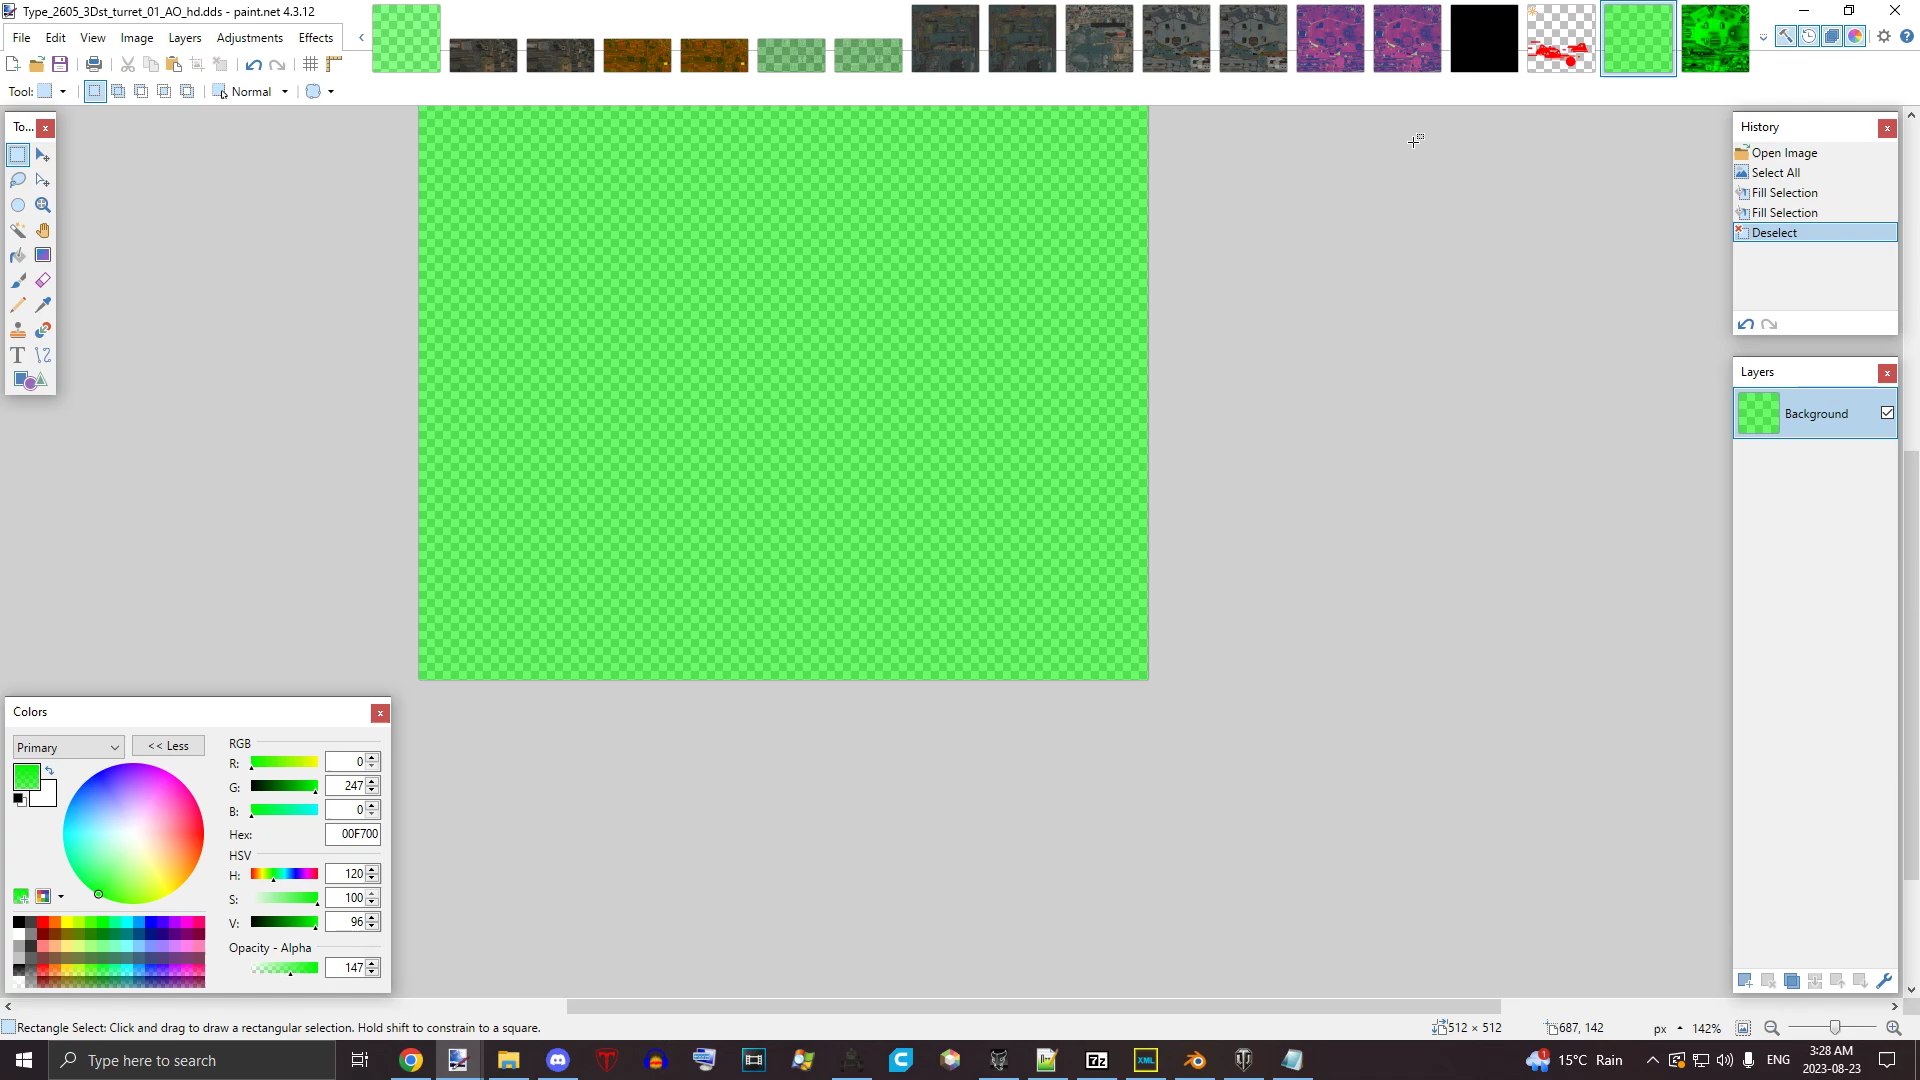 Type_2605_3Dst_turret_01_AO_hd.dds - paint.net 4.3.12
File Edit View Image Layers Adjustments Effects
Tool: Normal
To...
History
Open Image
Select All
Fill Selection
Fill Selection
Deselect
Layers
Background
Colors
Primary
<< Less
RGB
R: 0
G: 247
B: 0
Hex: 00F700
HSV
H: 120
S: 100
V: 96
Opacity - Alpha
147
Rectangle Select: Click and drag to draw a rectangular selection. Hold shift to constrain to a square.
512 × 512
687, 142
px
142%
Type here to search
7z
XML
1
15°C Rain
ENG
3:28 AM
2023-08-23